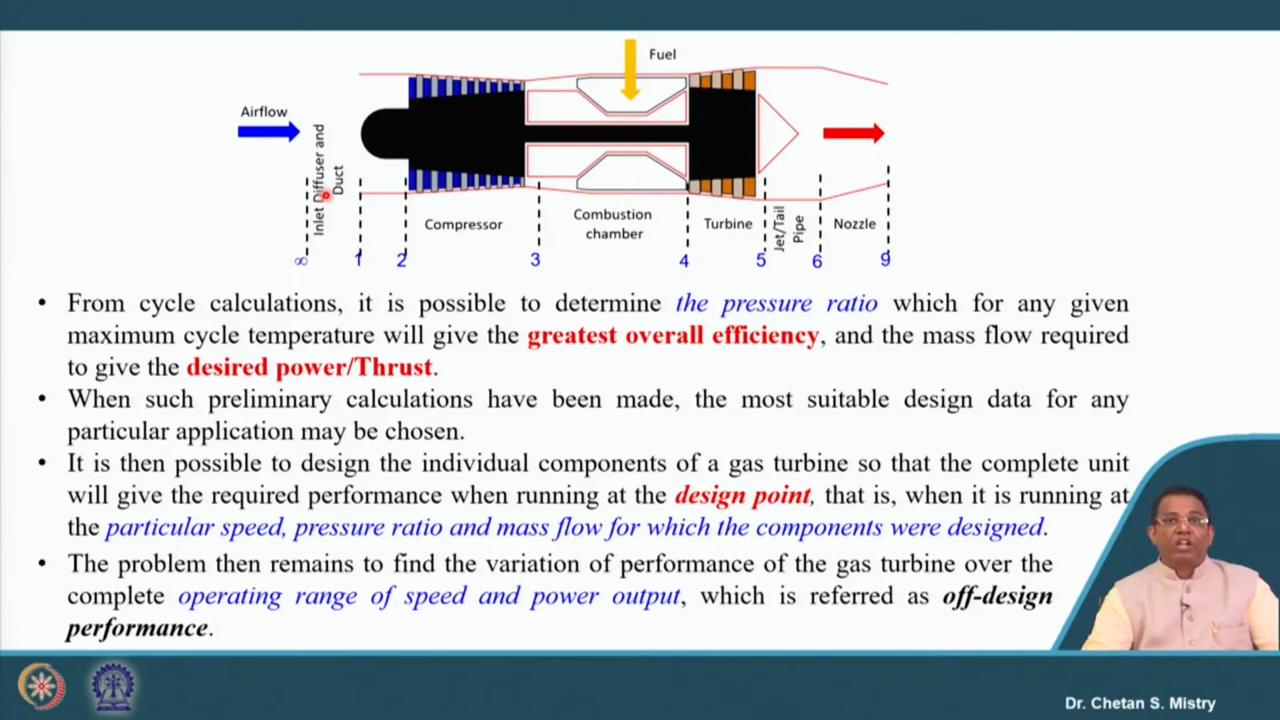 Fuel
Airflow
Inlet Diffuser and
Duct
Compressor
Combustion
chamber
Turbine
Jet/Tail
Pipe
Nozzle
∞ 1 2 3 4 5 6 9
• From cycle calculations, it is possible to determine the pressure ratio which for any given
maximum cycle temperature will give the greatest overall efficiency, and the mass flow required
to give the desired power/Thrust.
• When such preliminary calculations have been made, the most suitable design data for any
particular application may be chosen.
• It is then possible to design the individual components of a gas turbine so that the complete unit
will give the required performance when running at the design point, that is, when it is running at
the particular speed, pressure ratio and mass flow for which the components were designed.
• The problem then remains to find the variation of performance of the gas turbine over the
complete operating range of speed and power output, which is referred as off-design
performance.
Dr. Chetan S. Mistry